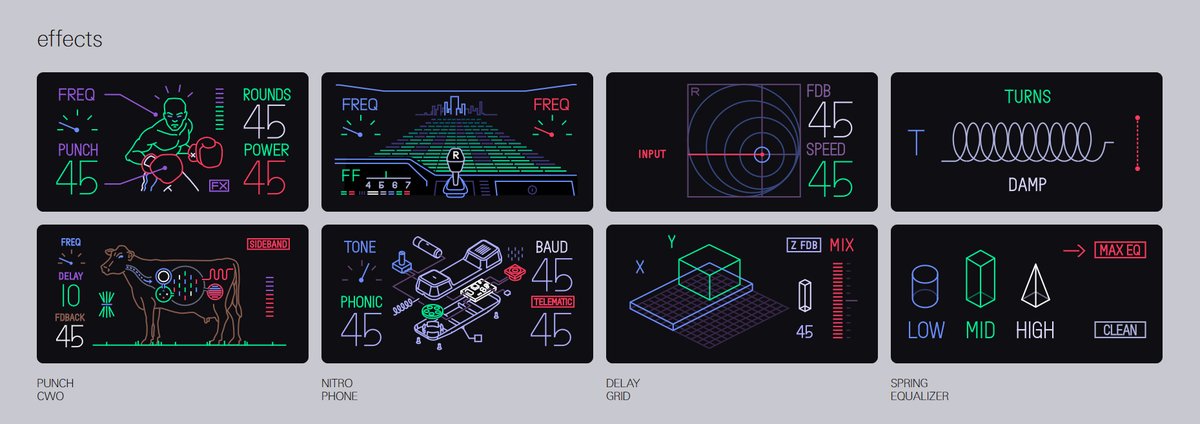 effects
FREQ
PUNCH
45
ROUNDS
45
POWER
45
FX
FREQ
FREQ
FF
4 5 6 7
R
R
INPUT
FDB
45
SPEED
45
TURNS
T
DAMP
FREQ
DELAY
10
FDBACK
45
SIDEBAND
TONE
PHONIC
45
BAUD
45
TELEMATIC
45
Y
X
Z FDB
MIX
45
LOW
MID
HIGH
MAX EQ
CLEAN
PUNCH
CWO
NITRO
PHONE
DELAY
GRID
SPRING
EQUALIZER